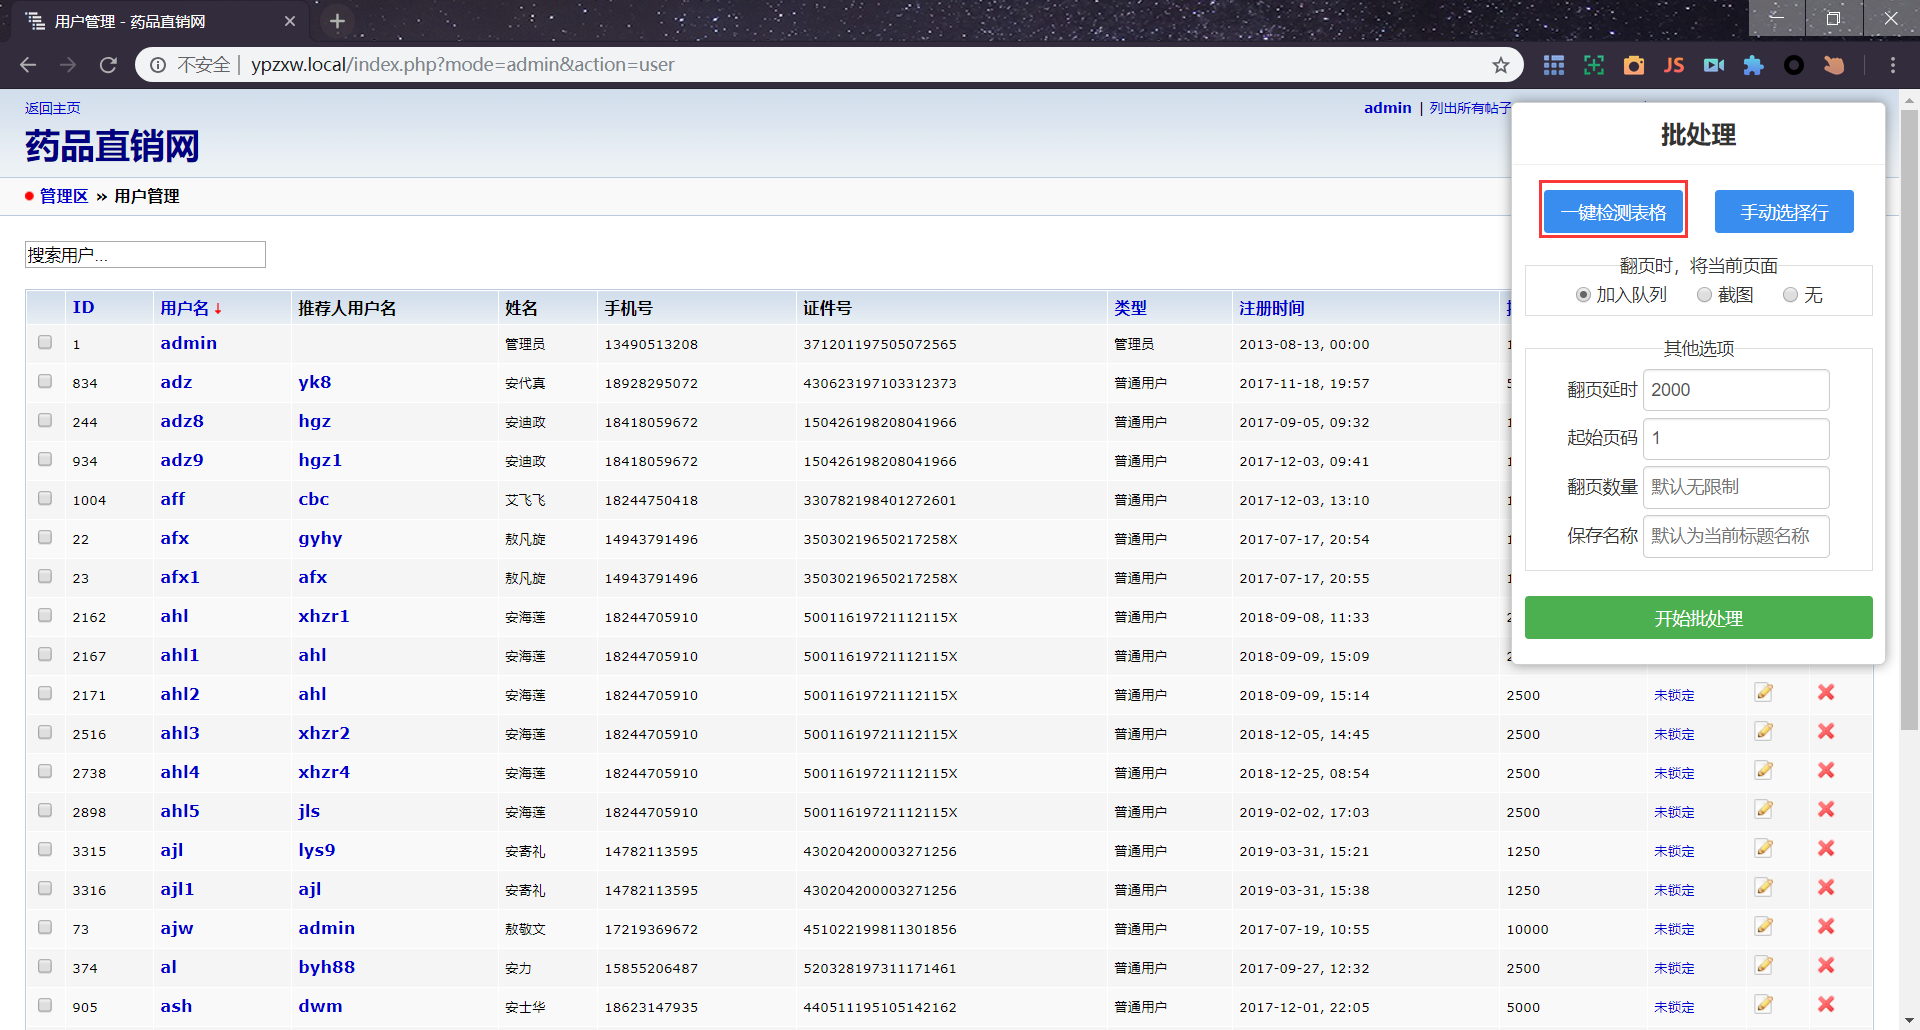 用户管理 - 药品直销网
不安全 | ypzxw.local/index.php?mode=admin&action=user
JS
返回主页
admin | 列出所有帖子
药品直销网
管理区 » 用户管理
搜索用户...
ID 用户名↓ 推荐人用户名 姓名 手机号 证件号 类型 注册时间
1 admin 管理员 13490513208 371201197505072565 管理员 2013-08-13, 00:00
834 adz yk8 安代真 18928295072 430623197103312373 普通用户 2017-11-18, 19:57
244 adz8 hgz 安迪政 18418059672 150426198208041966 普通用户 2017-09-05, 09:32
934 adz9 hgz1 安迪政 18418059672 150426198208041966 普通用户 2017-12-03, 09:41
1004 aff cbc 艾飞飞 18244750418 330782198401272601 普通用户 2017-12-03, 13:10
22 afx gyhy 敖凡旋 14943791496 35030219650217258X 普通用户 2017-07-17, 20:54
23 afx1 afx 敖凡旋 14943791496 35030219650217258X 普通用户 2017-07-17, 20:55
2162 ahl xhzr1 安海莲 18244705910 50011619721112115X 普通用户 2018-09-08, 11:33
2167 ahl1 ahl 安海莲 18244705910 50011619721112115X 普通用户 2018-09-09, 15:09
2171 ahl2 ahl 安海莲 18244705910 50011619721112115X 普通用户 2018-09-09, 15:14 2500 未锁定
2516 ahl3 xhzr2 安海莲 18244705910 50011619721112115X 普通用户 2018-12-05, 14:45 2500 未锁定
2738 ahl4 xhzr4 安海莲 18244705910 50011619721112115X 普通用户 2018-12-25, 08:54 2500 未锁定
2898 ahl5 jls 安海莲 18244705910 50011619721112115X 普通用户 2019-02-02, 17:03 2500 未锁定
3315 ajl lys9 安寄礼 14782113595 430204200003271256 普通用户 2019-03-31, 15:21 1250 未锁定
3316 ajl1 ajl 安寄礼 14782113595 430204200003271256 普通用户 2019-03-31, 15:38 1250 未锁定
73 ajw admin 敖敬文 17219369672 451022199811301856 普通用户 2017-07-19, 10:55 10000 未锁定
374 al byh88 安力 15855206487 520328197311171461 普通用户 2017-09-27, 12:32 2500 未锁定
905 ash dwm 安士华 18623147935 440511195105142162 普通用户 2017-12-01, 22:05 5000 未锁定
批处理
一键检测表格 手动选择行
翻页时，将当前页面
加入队列 截图 无
其他选项
翻页延时 2000
起始页码 1
翻页数量 默认无限制
保存名称 默认为当前标题名称
开始批处理